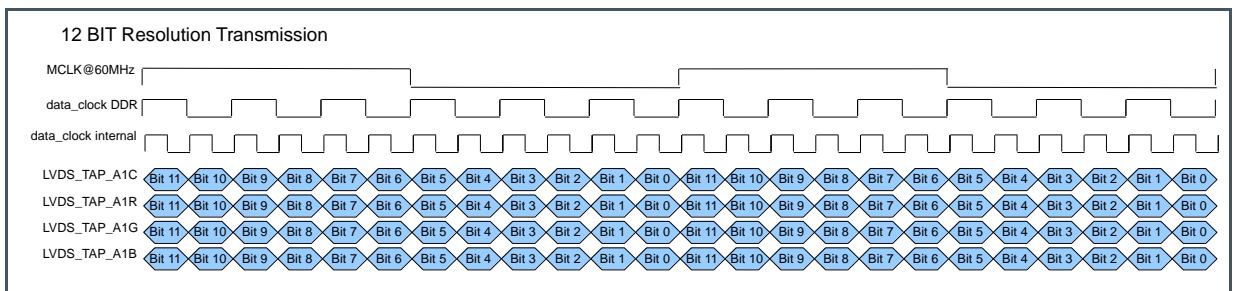 12 BIT Resolution Transmission
MCLK@60MHz
data_clock DDR
data_clock internal
LVDS_TAP_A1C Bit 11 Bit 10 Bit 9 Bit 8 Bit 7 Bit 6 Bit 5 Bit 4 Bit 3 Bit 2 Bit 1 Bit 0 Bit 11 Bit 10 Bit 9 Bit 8 Bit 7 Bit 6 Bit 5 Bit 4 Bit 3 Bit 2 Bit 1 Bit 0
LVDS_TAP_A1R Bit 11 Bit 10 Bit 9 Bit 8 Bit 7 Bit 6 Bit 5 Bit 4 Bit 3 Bit 2 Bit 1 Bit 0 Bit 11 Bit 10 Bit 9 Bit 8 Bit 7 Bit 6 Bit 5 Bit 4 Bit 3 Bit 2 Bit 1 Bit 0
LVDS_TAP_A1G Bit 11 Bit 10 Bit 9 Bit 8 Bit 7 Bit 6 Bit 5 Bit 4 Bit 3 Bit 2 Bit 1 Bit 0 Bit 11 Bit 10 Bit 9 Bit 8 Bit 7 Bit 6 Bit 5 Bit 4 Bit 3 Bit 2 Bit 1 Bit 0
LVDS_TAP_A1B Bit 11 Bit 10 Bit 9 Bit 8 Bit 7 Bit 6 Bit 5 Bit 4 Bit 3 Bit 2 Bit 1 Bit 0 Bit 11 Bit 10 Bit 9 Bit 8 Bit 7 Bit 6 Bit 5 Bit 4 Bit 3 Bit 2 Bit 1 Bit 0